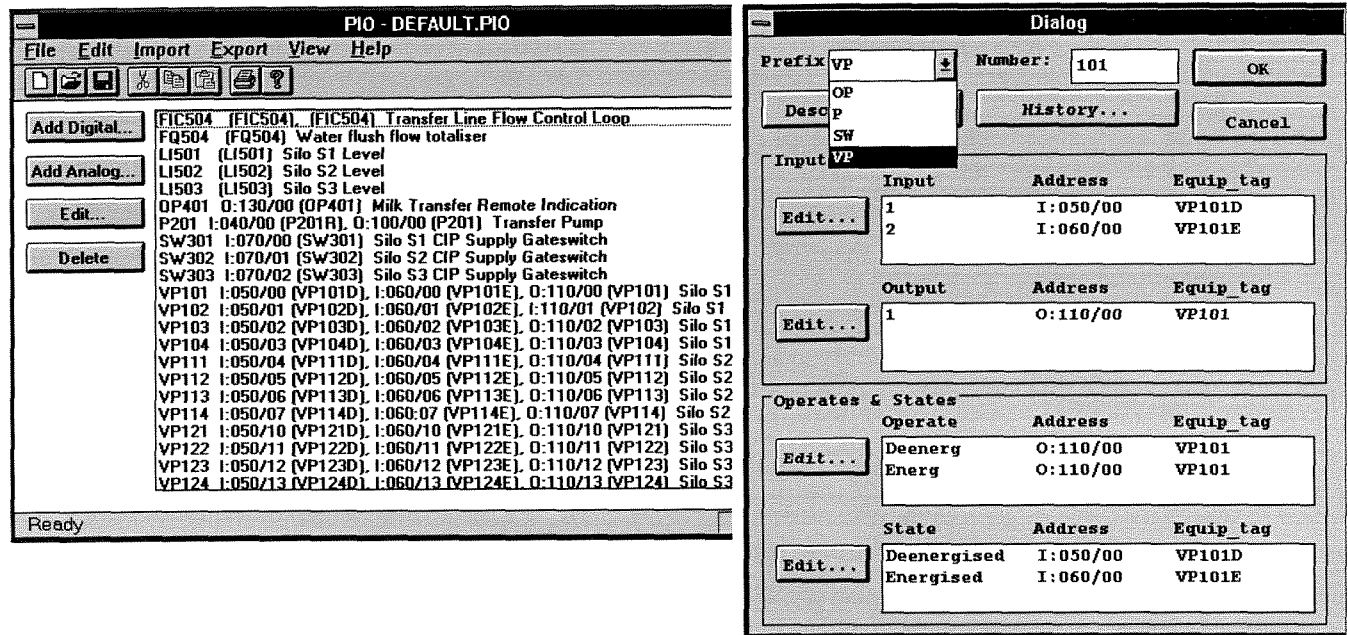 PIO - DEFAULT.PIO
File Edit Import Export View Help
Add Digital...
Add Analog...
Edit...
Delete
FIC504 (FIC504), (FIC504) Transfer Line Flow Control Loop
FQ504 (FQ504) Water flush flow totaliser
LI501 (LI501) Silo S1 Level
LI502 (LI502) Silo S2 Level
LI503 (LI503) Silo S3 Level
OP401 O:130/00 (OP401) Milk Transfer Remote Indication
P201 I:040/00 (P201R), O:100/00 (P201) Transfer Pump
SW301 I:070/00 (SW301) Silo S1 CIP Supply Gateswitch
SW302 I:070/01 (SW302) Silo S2 CIP Supply Gateswitch
SW303 I:070/02 (SW303) Silo S3 CIP Supply Gateswitch
VP101 I:050/00 (VP101D), I:060/00 (VP101E), O:110/00 (VP101) Silo S1
VP102 I:050/01 (VP102D), I:060/01 (VP102E), I:110/01 (VP102) Silo S1
VP103 I:050/02 (VP103D), I:060/02 (VP103E), O:110/02 (VP103) Silo S1
VP104 I:050/03 (VP104D), I:060/03 (VP104E), O:110/03 (VP104) Silo S1
VP111 I:050/04 (VP111D), I:060/04 (VP111E), O:110/04 (VP111) Silo S2
VP112 I:050/05 (VP112D), I:060/05 (VP112E), O:110/05 (VP112) Silo S2
VP113 I:050/06 (VP113D), I:060/06 (VP113E), O:110/06 (VP113) Silo S2
VP114 I:050/07 (VP114D), I:060:07 (VP114E), O:110/07 (VP114) Silo S2
VP121 I:050/10 (VP121D), I:060/10 (VP121E), O:110/10 (VP121) Silo S3
VP122 I:050/11 (VP122D), I:060/11 (VP122E), O:110/11 (VP122) Silo S3
VP123 I:050/12 (VP123D), I:060/12 (VP123E), O:110/12 (VP123) Silo S3
VP124 I:050/13 (VP124D), I:060/13 (VP124E), O:110/13 (VP124) Silo S3
Ready
Dialog
Prefix VP Number: 101 OK
OP
P
SW
VP
Desc History... Cancel
Input
Input Address Equip_tag
Edit...
1 I:050/00 VP101D
2 I:060/00 VP101E
Output Address Equip_tag
Edit...
1 O:110/00 VP101
Operates & States
Operate Address Equip_tag
Edit...
Deenerg O:110/00 VP101
Energ O:110/00 VP101
State Address Equip_tag
Edit...
Deenergised I:050/00 VP101D
Energised I:060/00 VP101E